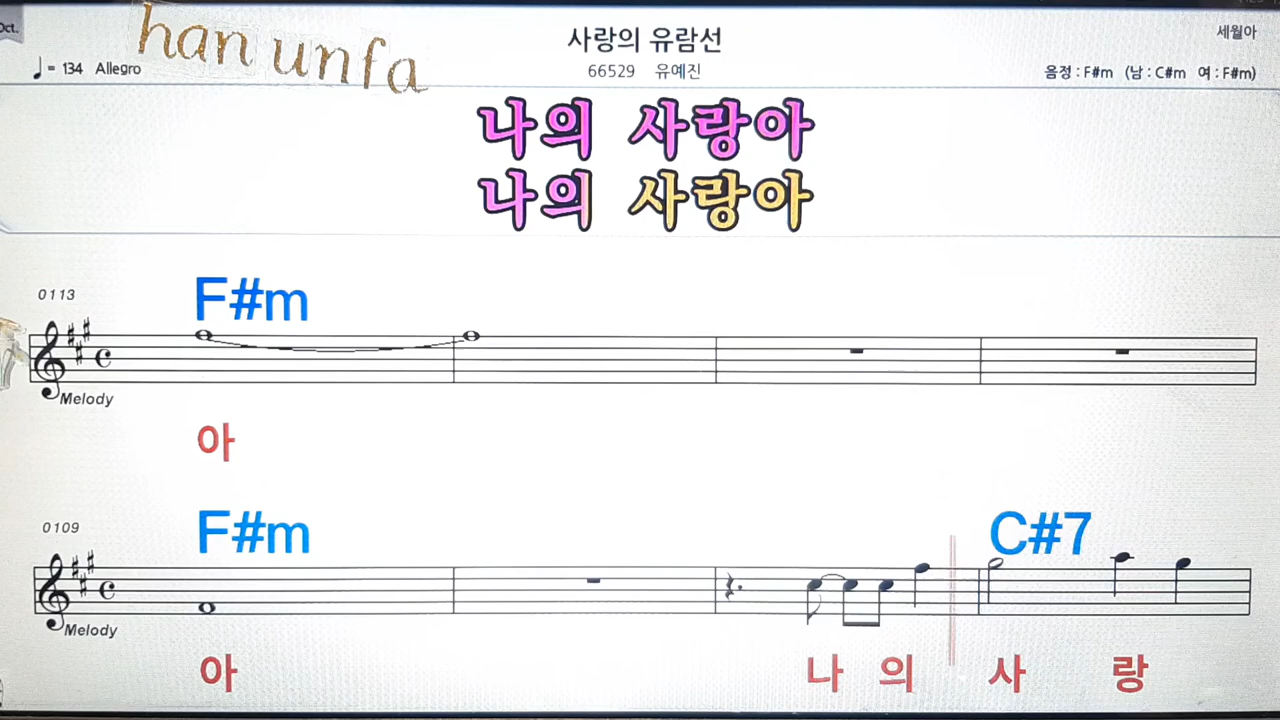 Oct.
han unfa
사랑의 유람선
세월아
♩= 134 Allegro
66529 유예진
음정 : F#m (남 : C#m 여 : F#m)
나의 사랑아
나의 사랑아
0113
F#m
Melody
아
0109
F#m
C#7
Melody
아 나 의 사 랑